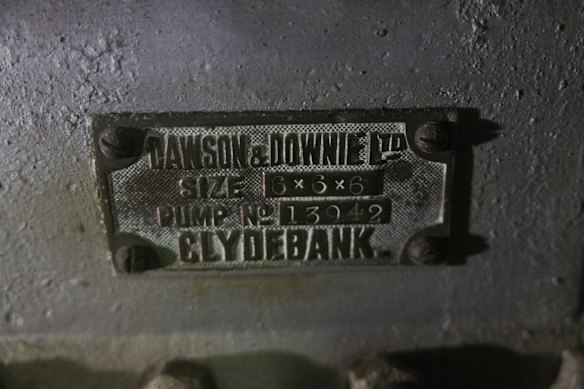 DAWSON & DOWNIE LTD
SIZE 6×6×6
PUMP No 13942
CLYDEBANK.